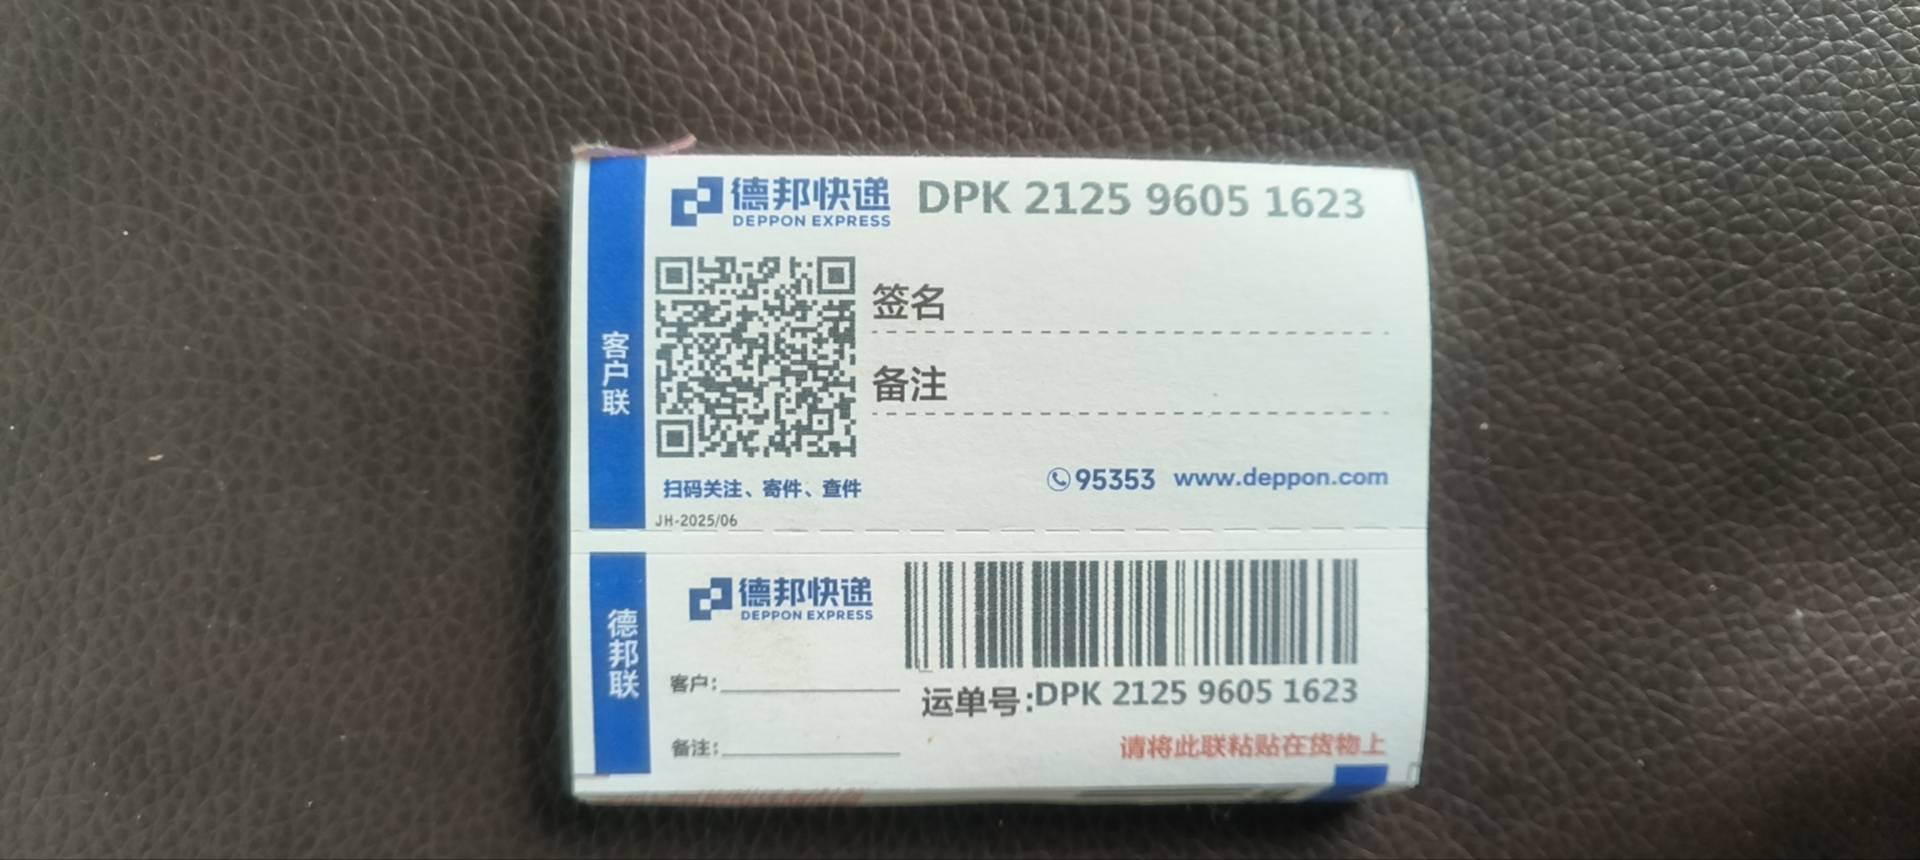 客户联
德邦快递 DPK 2125 9605 1623
DEPPON EXPRESS
签名
备注
扫码关注、寄件、查件
95353 www.deppon.com
JH-2025/06
德邦联
德邦快递
DEPPON EXPRESS
客户:
运单号:DPK 2125 9605 1623
备注:
请将此联粘贴在货物上